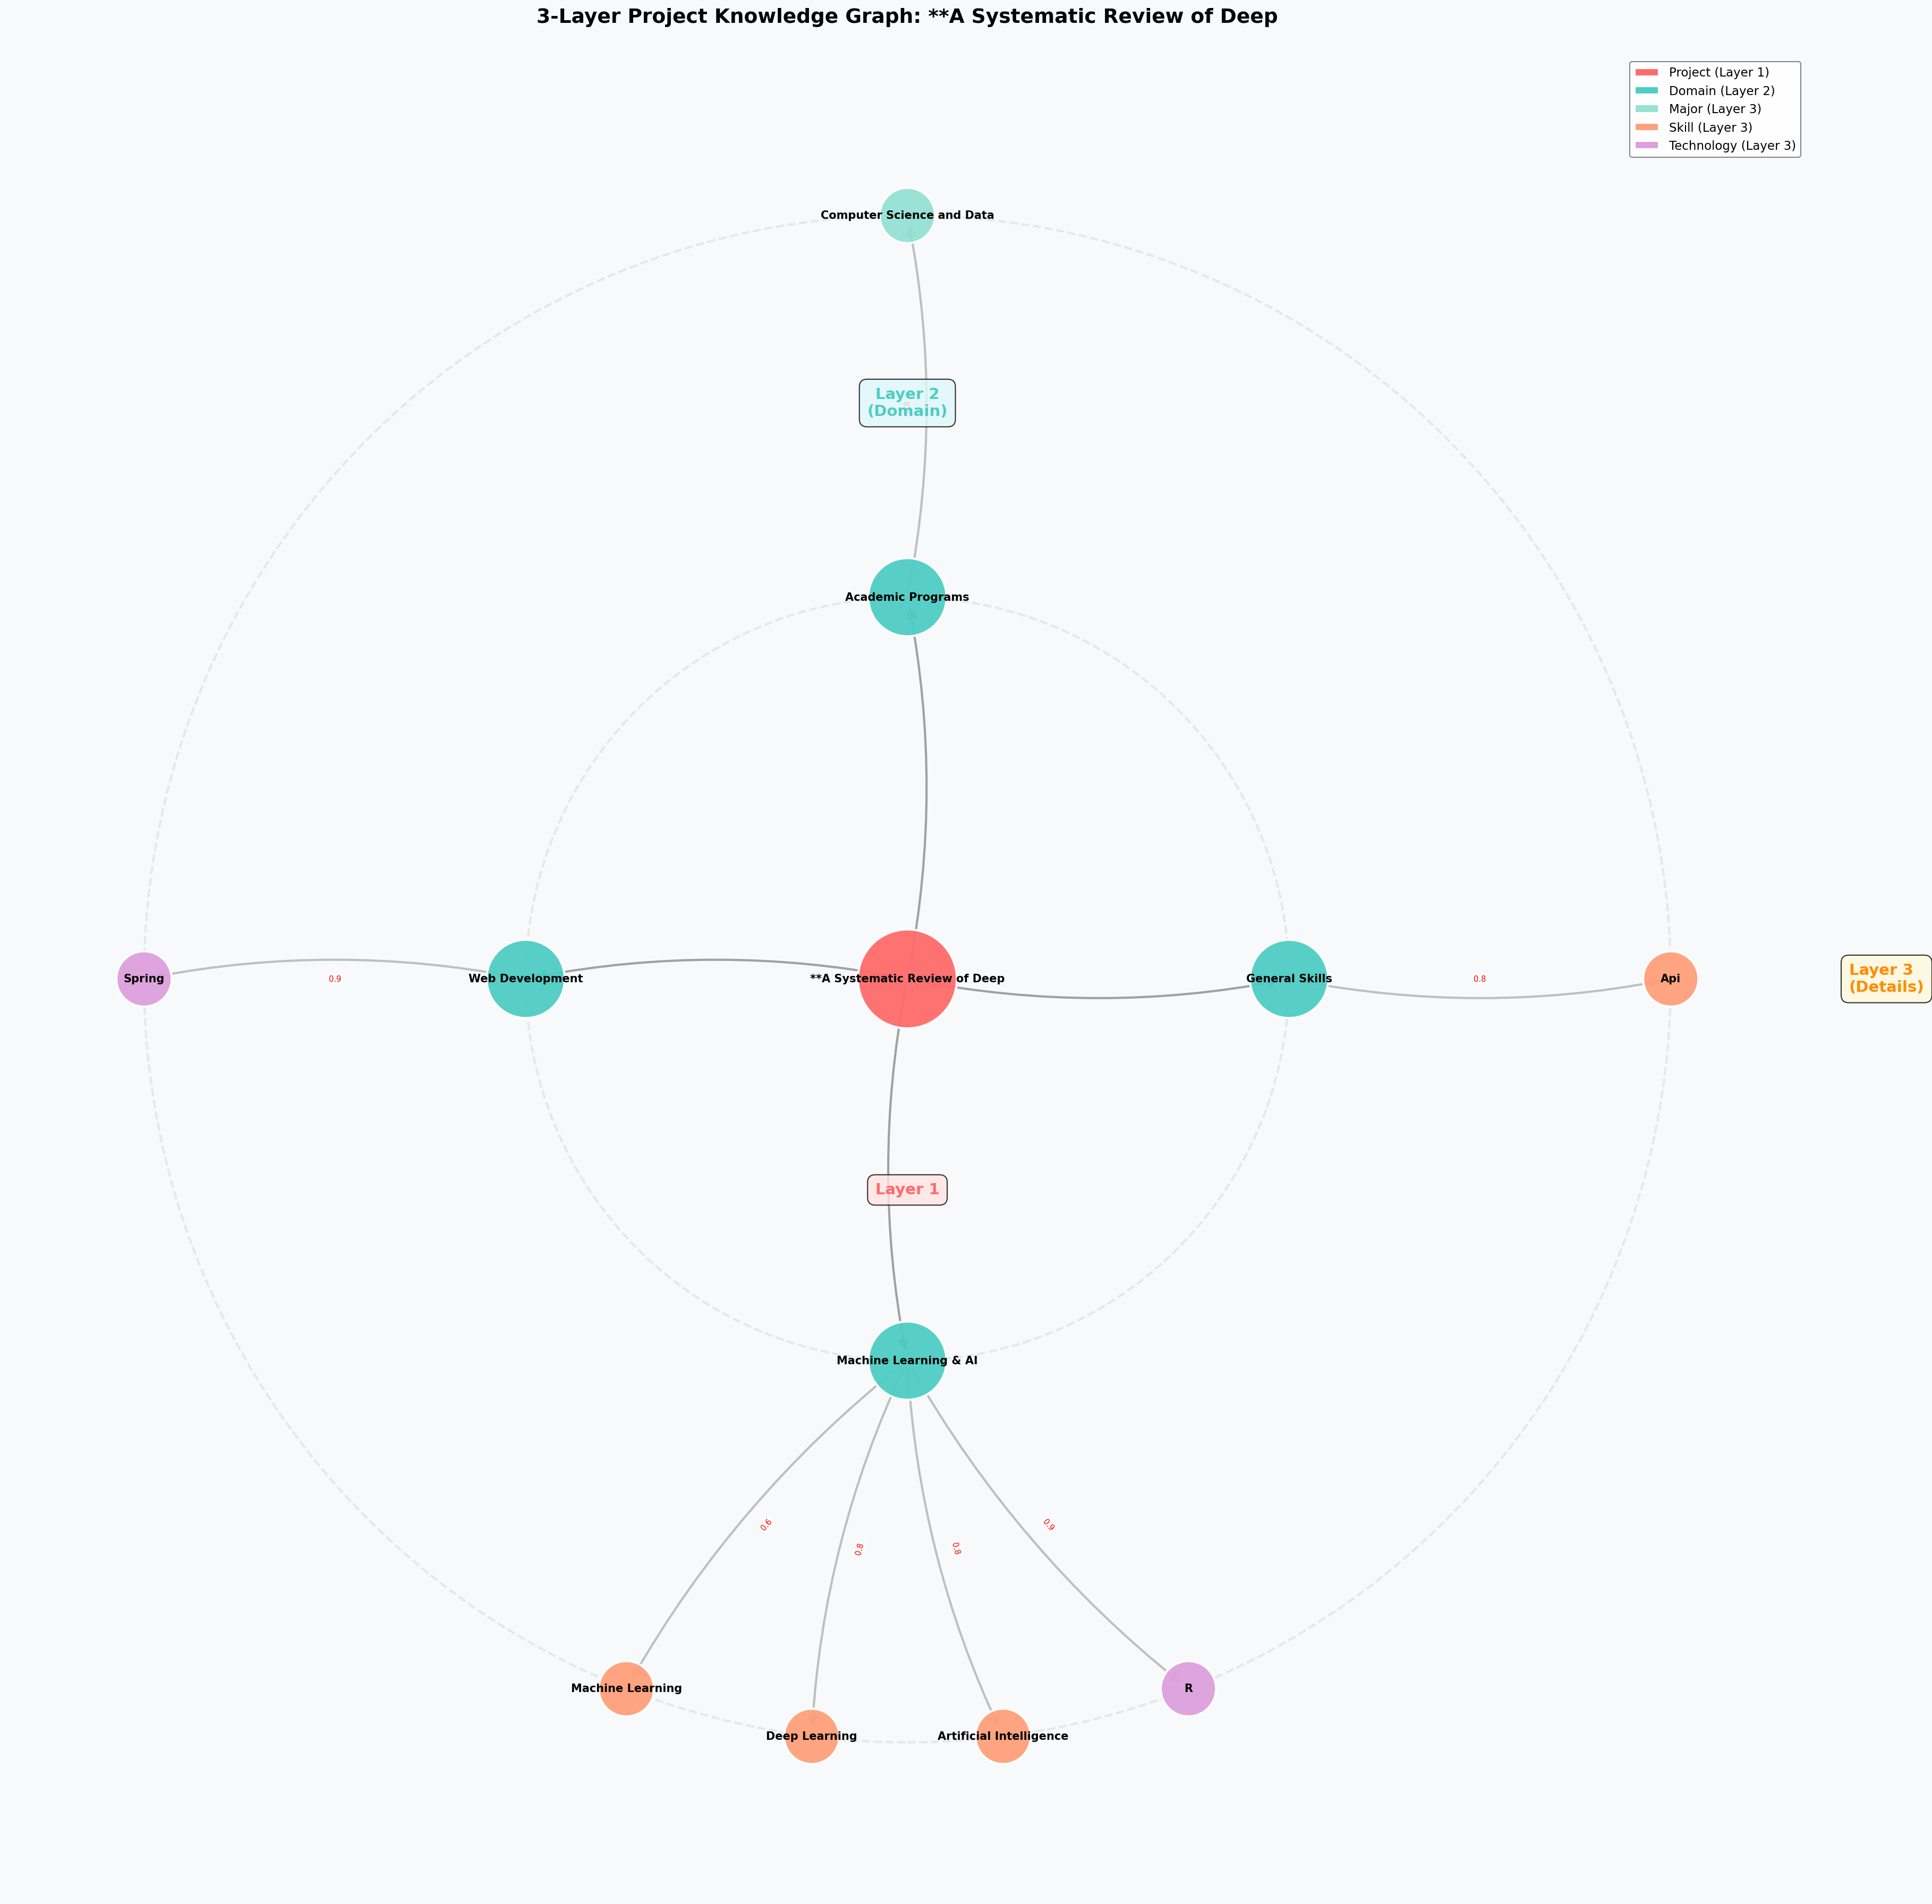 3-Layer Project Knowledge Graph: **A Systematic Review of Deep
Project (Layer 1)
Domain (Layer 2)
Major (Layer 3)
Skill (Layer 3)
Technology (Layer 3)
Computer Science and Data
Layer 2
(Domain)
Academic Programs
Spring
0.9
Web Development
**A Systematic Review of Deep
General Skills
0.8
Api
Layer 3
(Details)
Layer 1
Machine Learning & AI
0.6
0.8
0.8
0.9
Machine Learning
Deep Learning
Artificial Intelligence
R